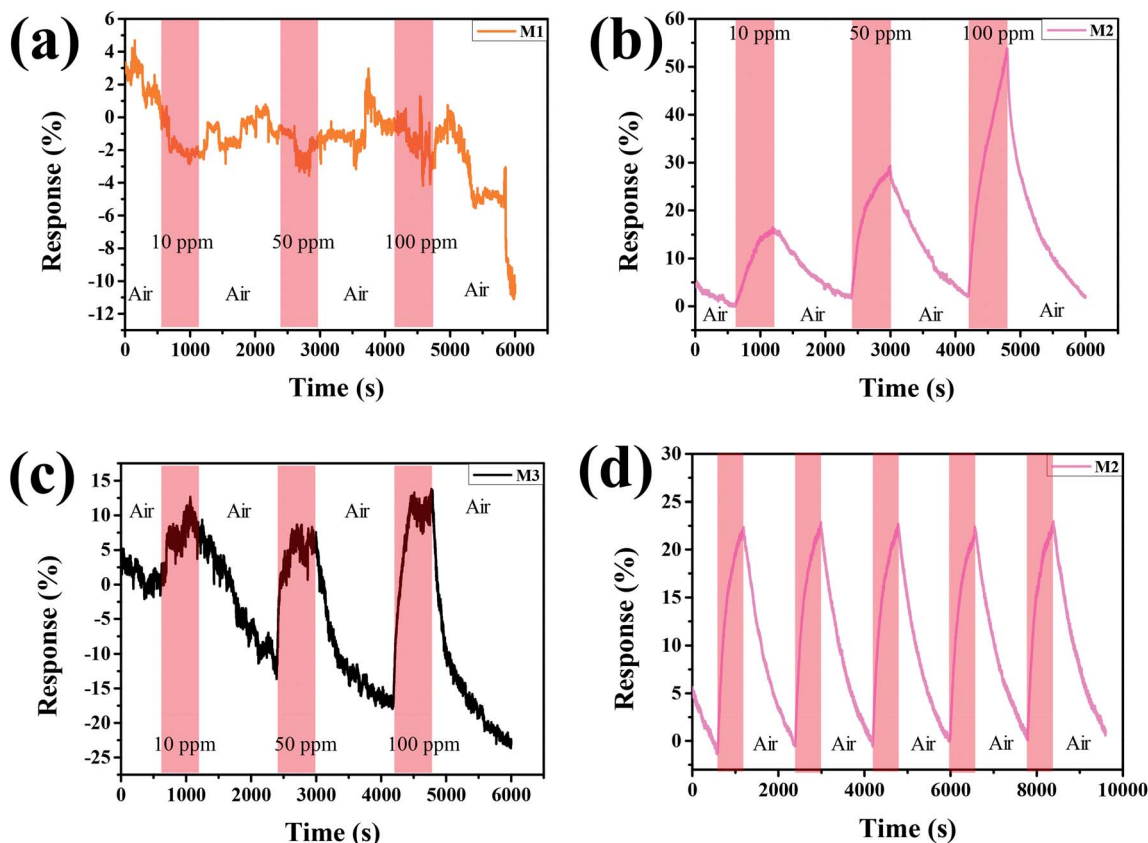 (a)
M1
6
4
2
0
-2
-4
-6
-8
-10
-12
Response (%)
10 ppm
50 ppm
100 ppm
Air
Air
Air
Air
0 1000 2000 3000 4000 5000 6000
Time (s)
(b)
M2
60
50
40
30
20
10
0
Response (%)
10 ppm
50 ppm
100 ppm
Air
Air
Air
Air
0 1000 2000 3000 4000 5000 6000
Time (s)
(c)
M3
15
10
5
0
-5
-10
-15
-20
-25
Response (%)
Air
Air
Air
Air
10 ppm
50 ppm
100 ppm
0 1000 2000 3000 4000 5000 6000
Time (s)
(d)
M2
30
25
20
15
10
5
0
Response (%)
Air
Air
Air
Air
Air
0 2000 4000 6000 8000 10000
Time (s)